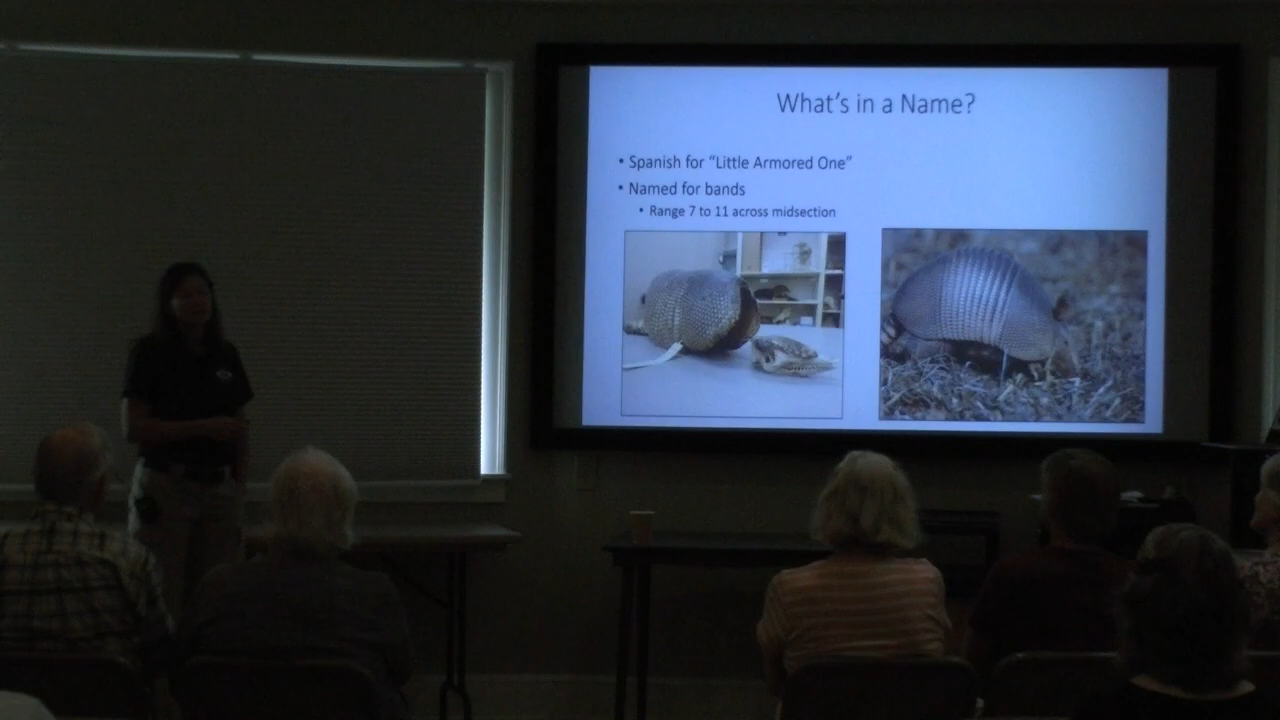 What's in a Name?
• Spanish for "Little Armored One"
• Named for bands
• Range 7 to 11 across midsection